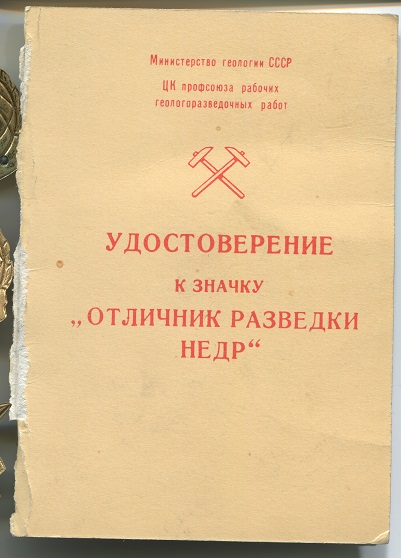 Министерство геологии СССР
ЦК профсоюза рабочих
геологоразведочных работ
УДОСТОВЕРЕНИЕ
К ЗНАЧКУ
„ОТЛИЧНИК РАЗВЕДКИ
НЕДР“